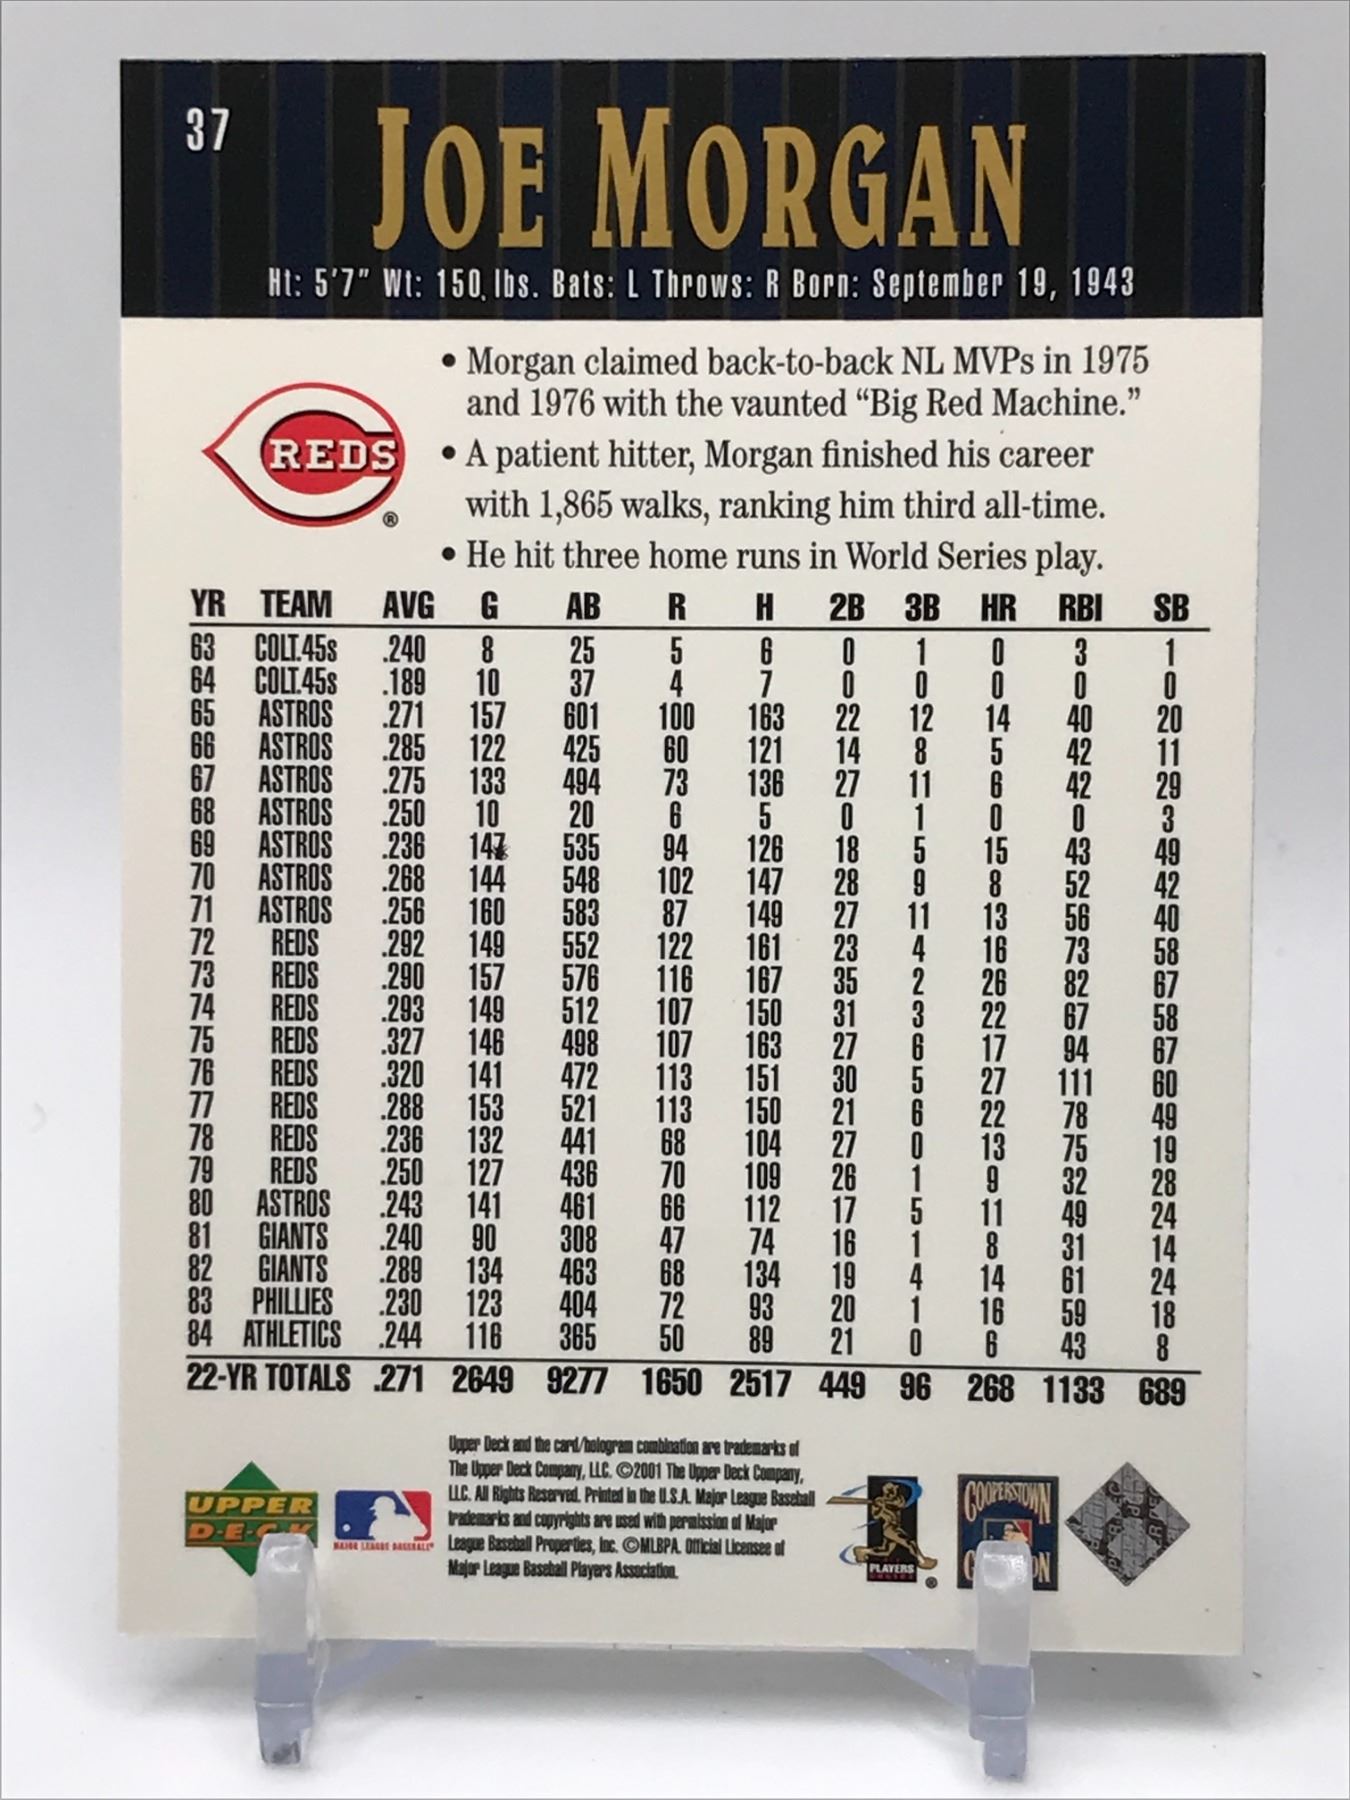 37
JOE MORGAN
Ht: 5'7" Wt: 150 lbs. Bats: L Throws: R Born: September 19, 1943
REDS
®
• Morgan claimed back-to-back NL MVPs in 1975
and 1976 with the vaunted “Big Red Machine.”
• A patient hitter, Morgan finished his career
with 1,865 walks, ranking him third all-time.
• He hit three home runs in World Series play.
YR TEAM AVG G AB R H 2B 3B HR RBI SB
63 COLT.45s .240 8 25 5 6 0 1 0 3 1
64 COLT.45s .189 10 37 4 7 0 0 0 0 0
65 ASTROS .271 157 601 100 163 22 12 14 40 20
66 ASTROS .285 122 425 60 121 14 8 5 42 11
67 ASTROS .275 133 494 73 136 27 11 6 42 29
68 ASTROS .250 10 20 6 5 0 1 0 0 3
69 ASTROS .236 147 535 94 126 18 5 15 43 49
70 ASTROS .268 144 548 102 147 28 9 8 52 42
71 ASTROS .256 160 583 87 149 27 11 13 56 40
72 REDS .292 149 552 122 161 23 4 16 73 58
73 REDS .290 157 576 116 167 35 2 26 82 67
74 REDS .293 149 512 107 150 31 3 22 67 58
75 REDS .327 146 498 107 163 27 6 17 94 67
76 REDS .320 141 472 113 151 30 5 27 111 60
77 REDS .288 153 521 113 150 21 6 22 78 49
78 REDS .236 132 441 68 104 27 0 13 75 19
79 REDS .250 127 436 70 109 26 1 9 32 28
80 ASTROS .243 141 461 66 112 17 5 11 49 24
81 GIANTS .240 90 308 47 74 16 1 8 31 14
82 GIANTS .289 134 463 68 134 19 4 14 61 24
83 PHILLIES .230 123 404 72 93 20 1 16 59 18
84 ATHLETICS .244 116 365 50 89 21 0 6 43 8
22-YR TOTALS .271 2649 9277 1650 2517 449 96 268 1133 689
Upper Deck and the card/hologram combination are trademarks of
The Upper Deck Company, LLC. ©2001 The Upper Deck Company,
LLC. All Rights Reserved. Printed in the U.S.A. Major League Baseball
trademarks and copyrights are used with permission of Major
League Baseball Properties, Inc. ©MLBPA. Official Licensee of
Major League Baseball Players Association.
UPPER
DECK
MAJOR LEAGUE BASEBALL
PLAYERS
®
COOPERSTOWN